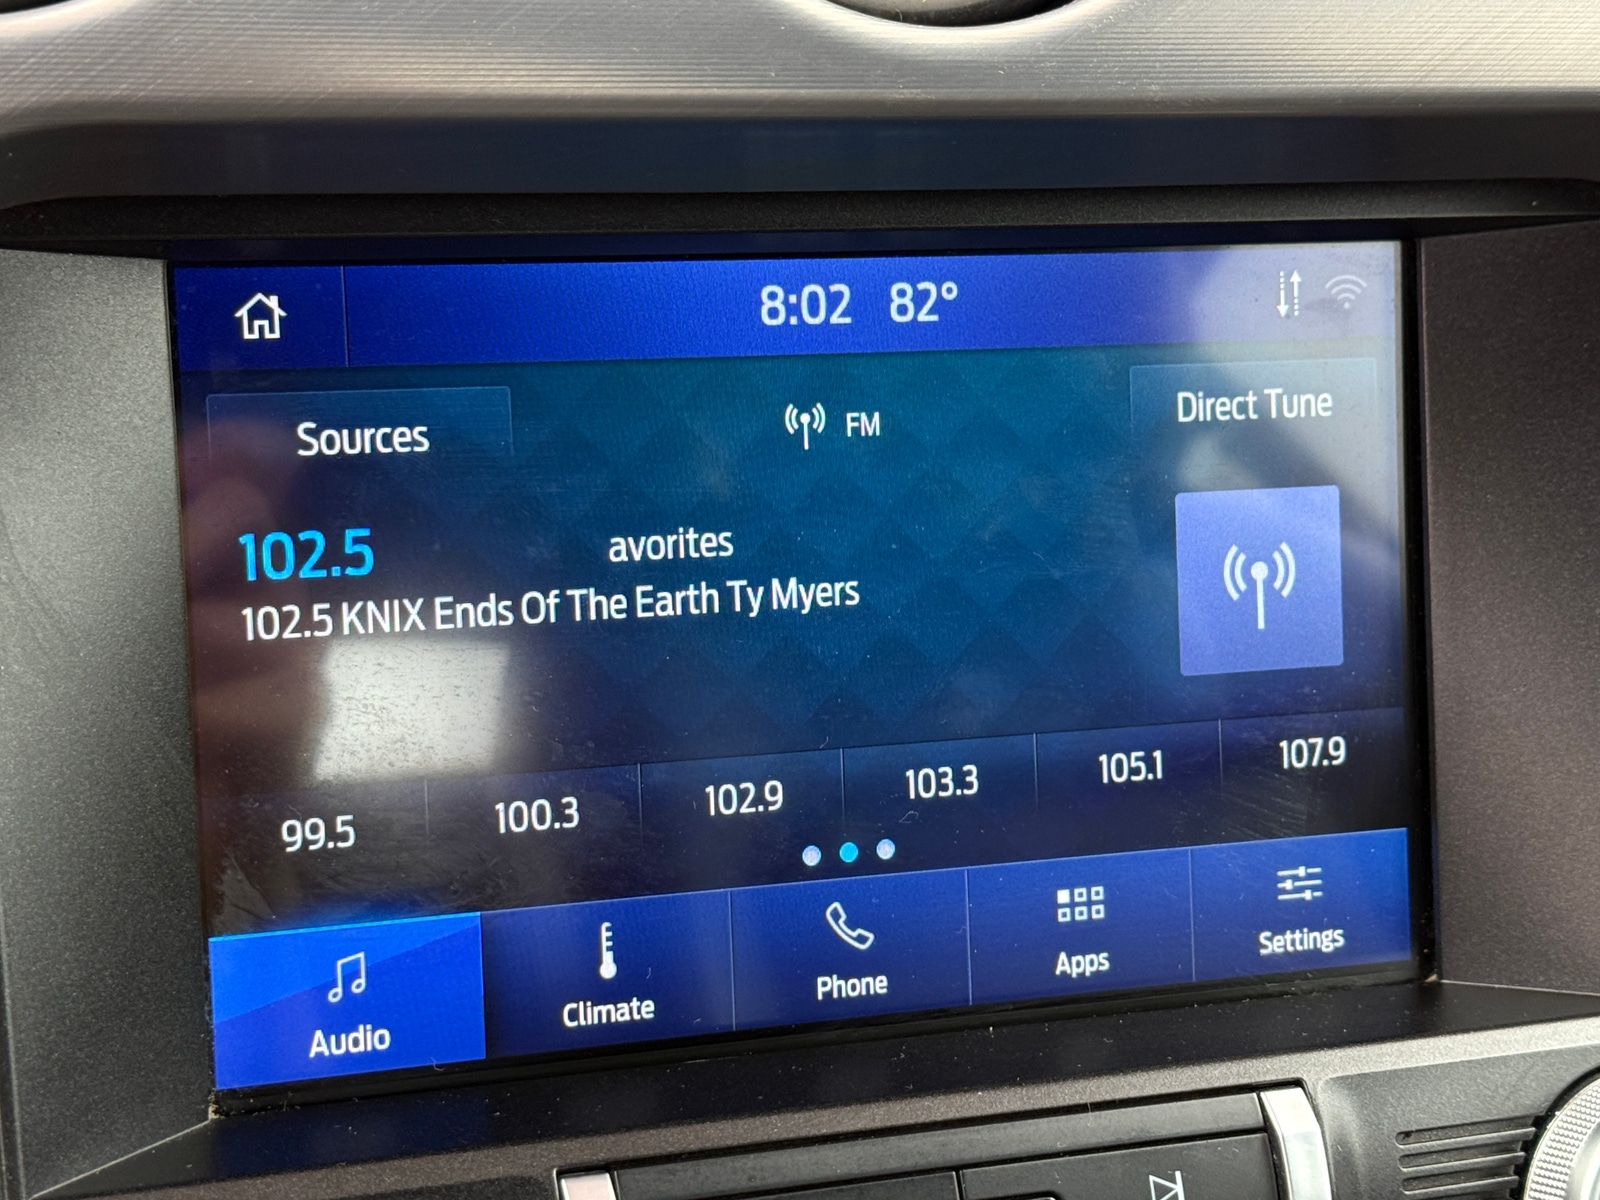 8:02 82°
Sources
FM
Direct Tune
102.5
avorites
102.5 KNIX Ends Of The Earth Ty Myers
99.5
100.3
102.9
103.3
105.1
107.9
Audio
Climate
Phone
Apps
Settings